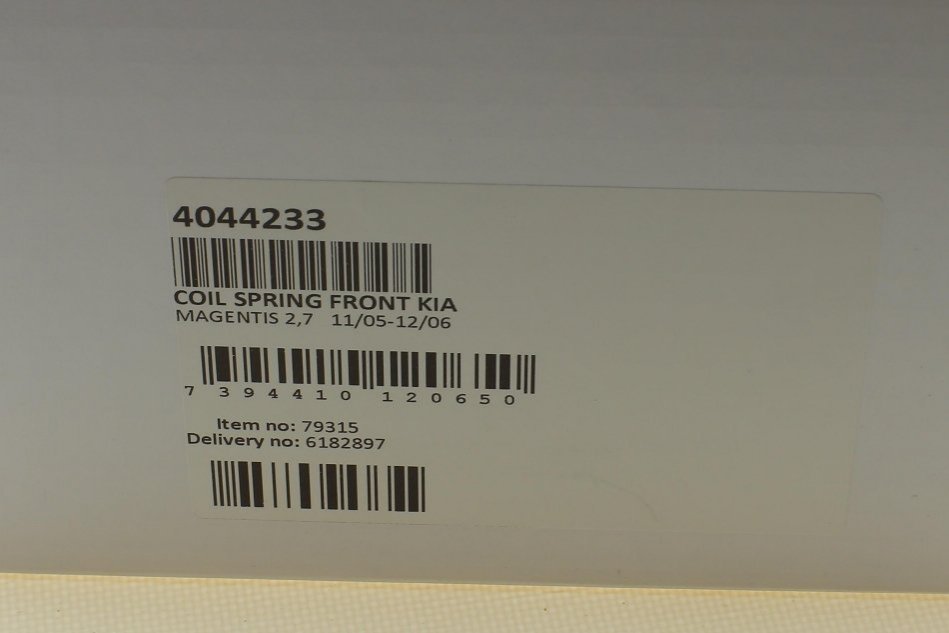 4044233
COIL SPRING FRONT KIA
MAGENTIS 2,7 11/05-12/06
7 394410 120650
Item no: 79315
Delivery no: 6182897